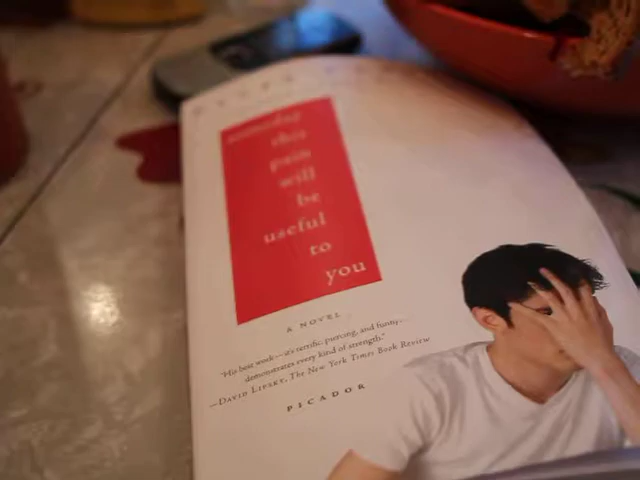 someday
this
pain
will
be
useful
to
you
A NOVEL
"His best work—it's terrific, piercing, and funny...
demonstrates every kind of strength."
—DAVID LIPSKY, The New York Times Book Review
PICADOR